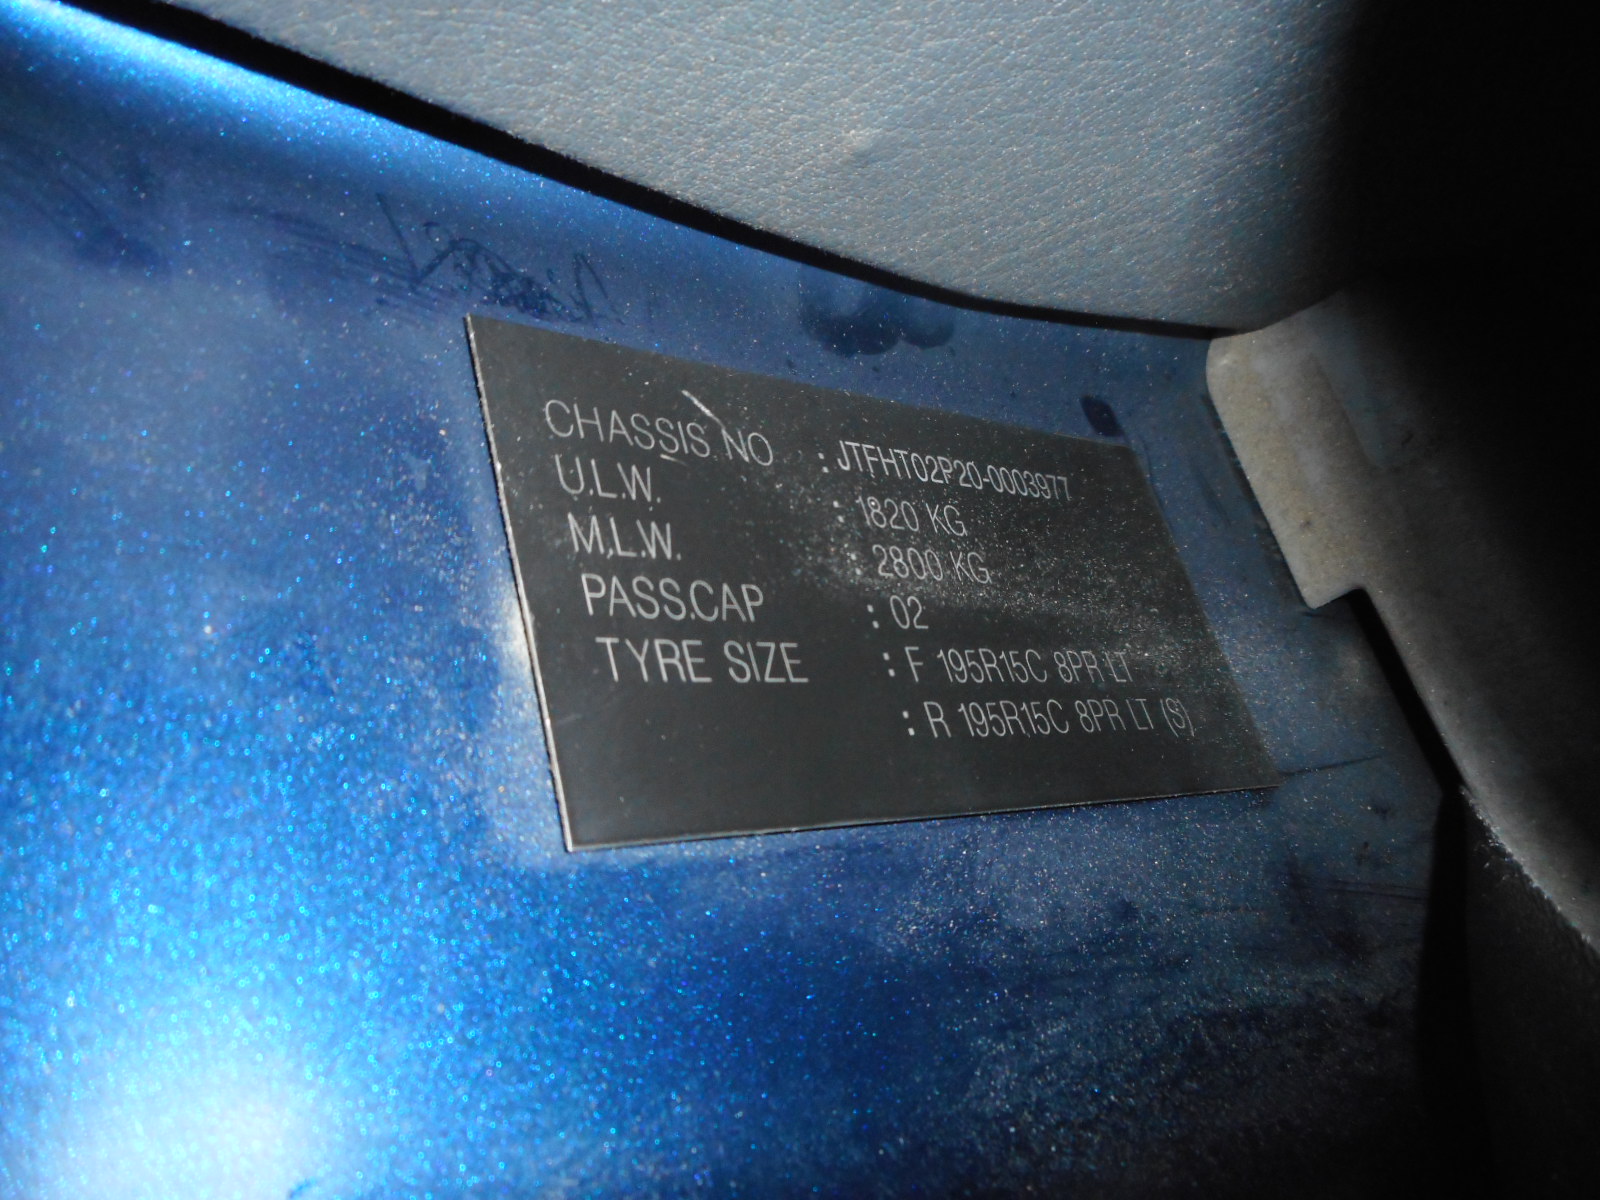 CHASSIS NO : JTFHT02P20-0003977
U.L.W. : 1820 KG
M.L.W. : 2800 KG
PASS.CAP : 02
TYRE SIZE : F 195R15C 8PR LT
: R 195R15C 8PR LT (S)